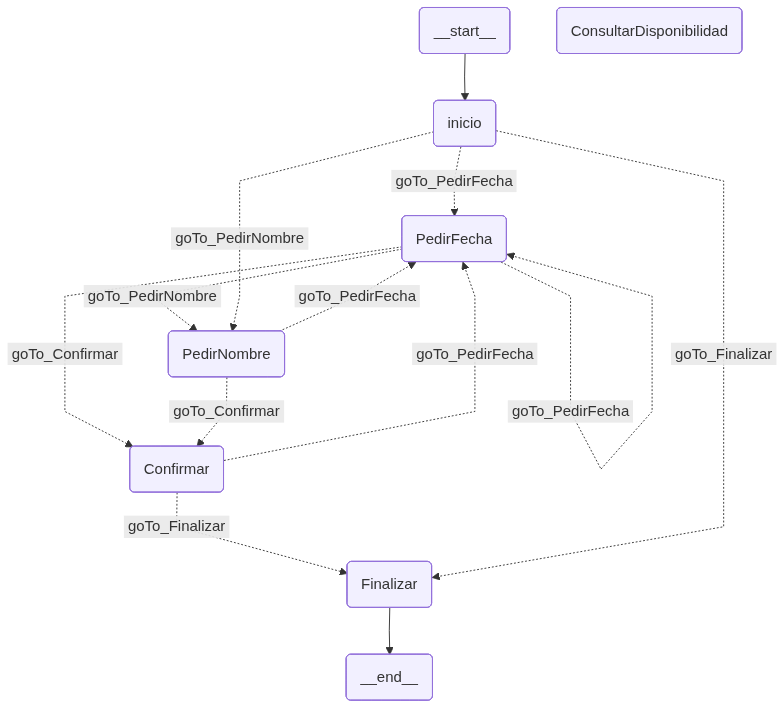 __start__
ConsultarDisponibilidad
inicio
goTo_PedirFecha
goTo_PedirNombre
PedirFecha
goTo_PedirNombre
goTo_PedirFecha
goTo_Confirmar
PedirNombre
goTo_PedirFecha
goTo_Finalizar
goTo_Confirmar
goTo_PedirFecha
Confirmar
goTo_Finalizar
Finalizar
__end__